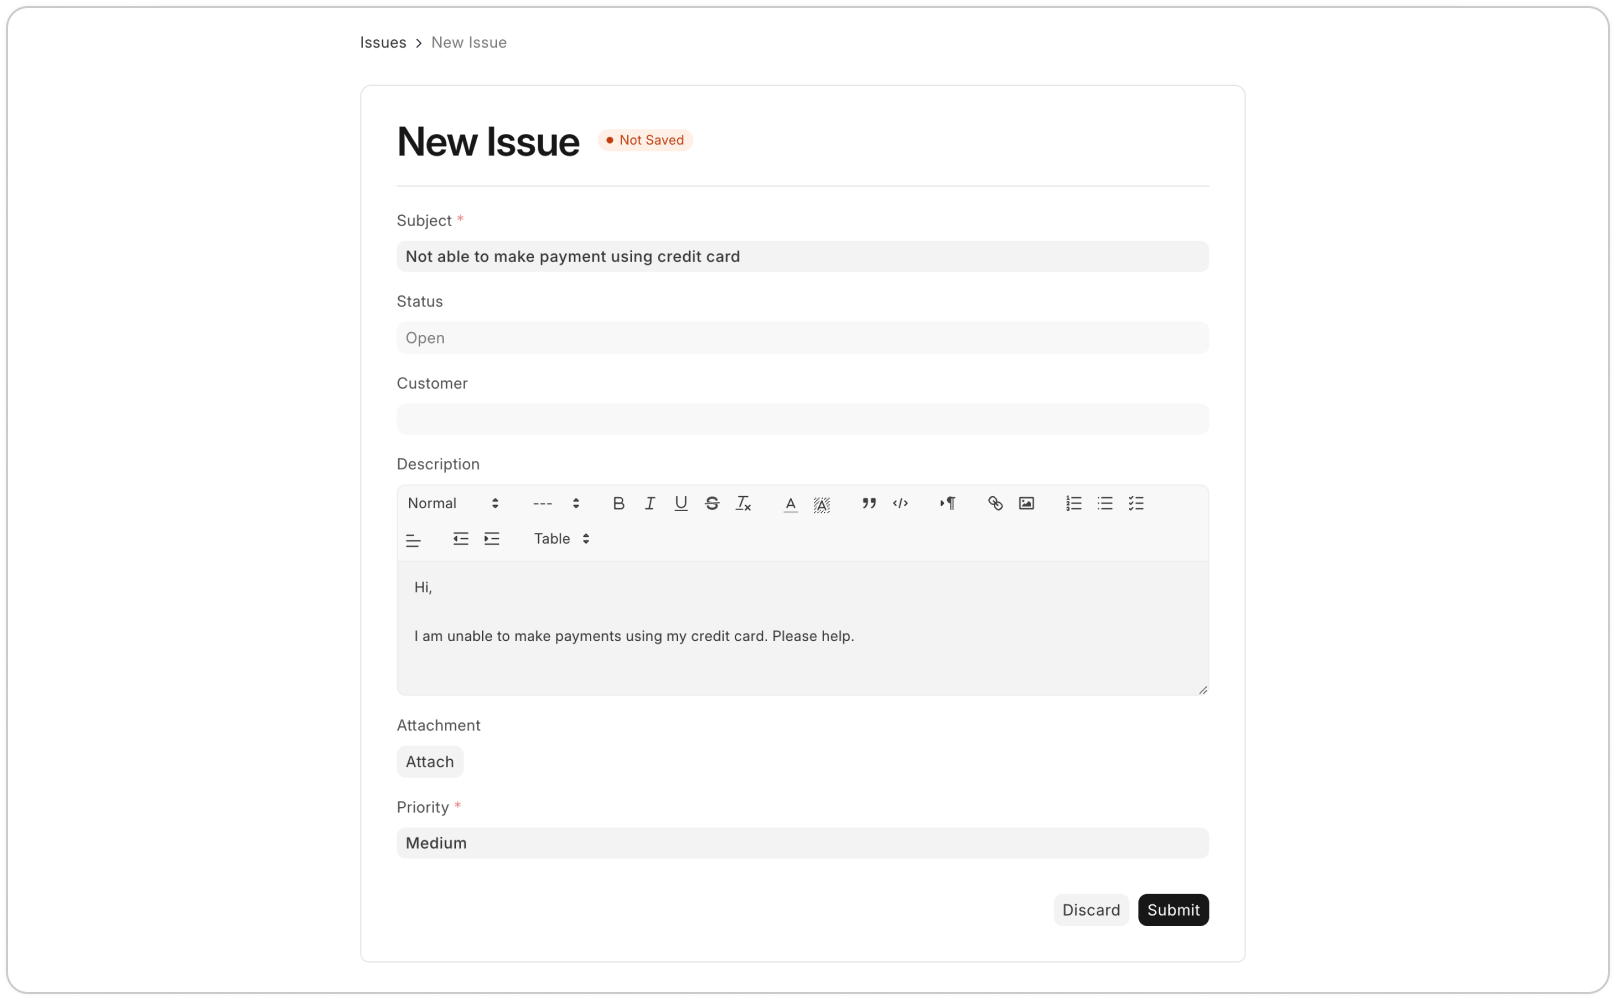 Issues > New Issue
New Issue • Not Saved
Subject *
Not able to make payment using credit card
Status
Open
Customer
Description
Normal --- B I U S Tx A A
Table
Hi,
I am unable to make payments using my credit card. Please help.
Attachment
Attach
Priority *
Medium
Discard Submit